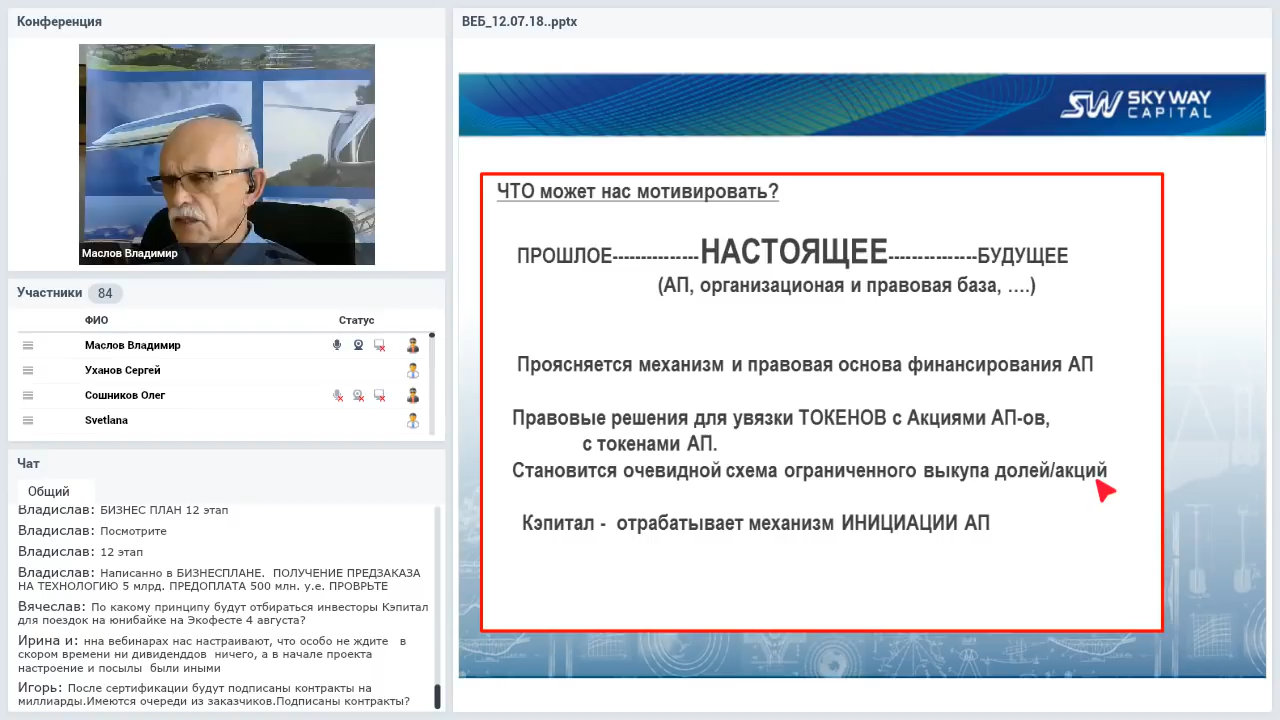 Конференция
Маслов Владимир
Участники 84
ФИО Статус
Маслов Владимир
Уханов Сергей
Сошников Олег
Svetlana
Чат
Общий
Владислав: БИЗНЕС ПЛАН 12 этап
Владислав: Посмотрите
Владислав: 12 этап
Владислав: Написанно в БИЗНЕСПЛАНЕ. ПОЛУЧЕНИЕ ПРЕДЗАКАЗА
НА ТЕХНОЛОГИЮ 5 млрд. ПРЕДОПЛАТА 500 млн. у.е. ПРОВРЬТЕ
Вячеслав: По какому принципу будут отбираться инвесторы Кэпитал
для поездок на юнибайке на Экофесте 4 августа?
Ирина и: нна вебинарах нас настраивают, что особо не ждите в
скором времени ни дивидендов ничего, а в начале проекта
настроение и посылы были иными
Игорь: После сертификации будут подписаны контракты на
миллиарды.Имеются очереди из заказчиков.Подписаны контракты?
ВЕБ_12.07.18..pptx
SW SKY WAY
CAPITAL
ЧТО может нас мотивировать?
ПРОШЛОЕ--------------НАСТОЯЩЕЕ--------------БУДУЩЕЕ
(АП, организационая и правовая база, ….)
Проясняется механизм и правовая основа финансирования АП
Правовые решения для увязки ТОКЕНОВ с Акциями АП-ов,
с токенами АП.
Становится очевидной схема ограниченного выкупа долей/акций
Кэпитал - отрабатывает механизм ИНИЦИАЦИИ АП